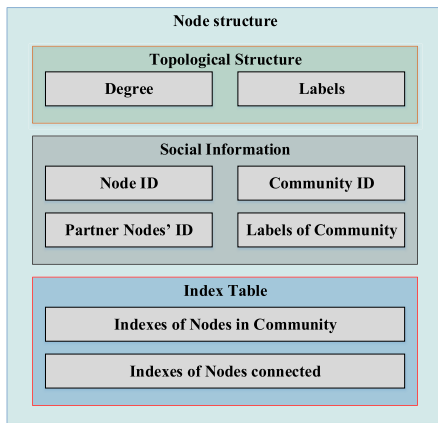 Node structure
Topological Structure
Degree
Labels
Social Information
Node ID
Community ID
Partner Nodes’ ID
Labels of Community
Index Table
Indexes of Nodes in Community
Indexes of Nodes connected